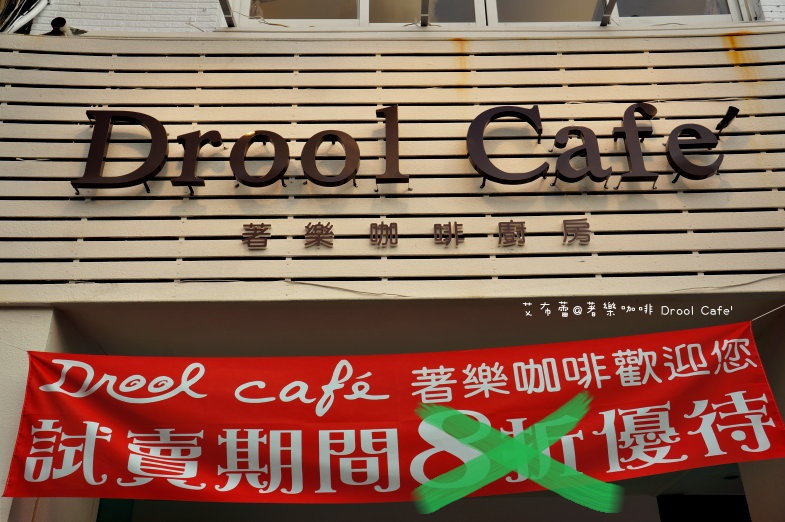 Drool Cafe'
著樂咖啡廚房
艾布蕾@著樂咖啡 Drool Cafe'
Drool café 著樂咖啡歡迎您
試賣期間8折優待